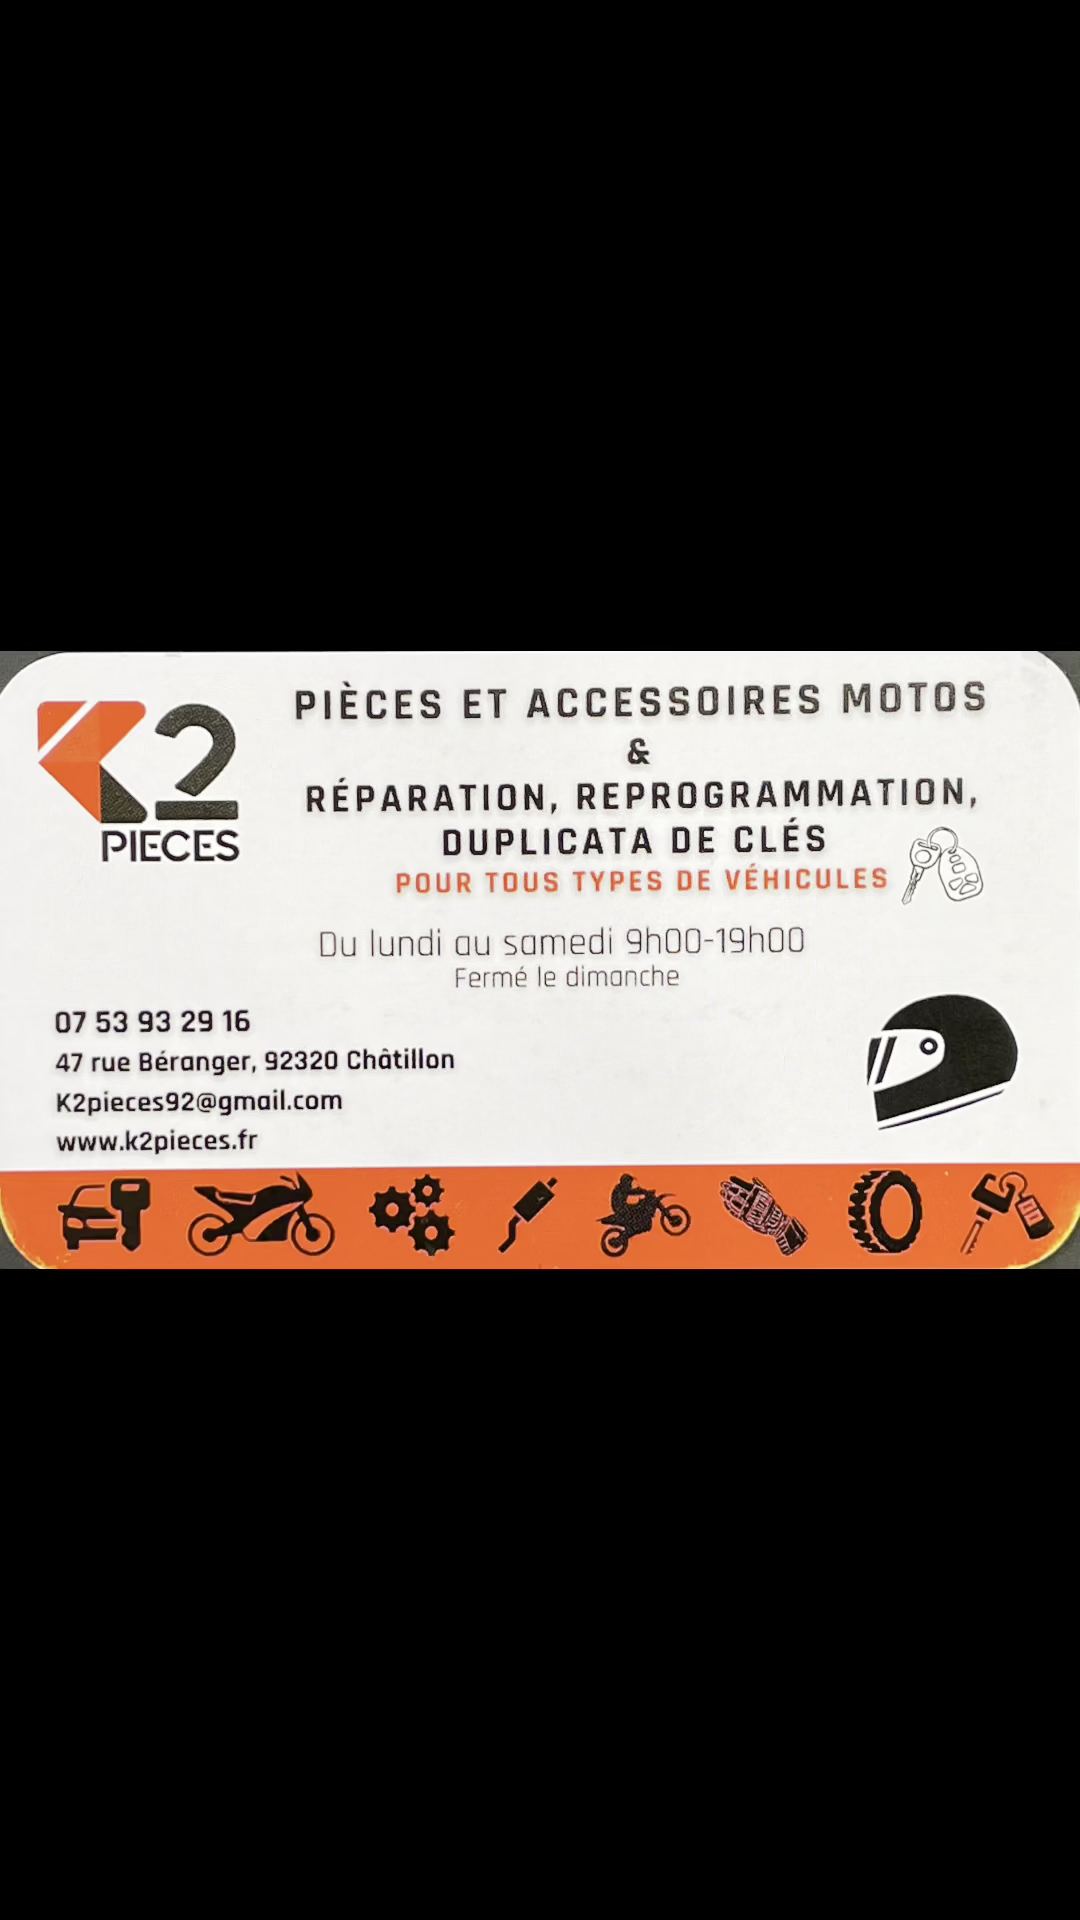 K2
PIECES
PIÈCES ET ACCESSOIRES MOTOS
&
RÉPARATION, REPROGRAMMATION,
DUPLICATA DE CLÉS
POUR TOUS TYPES DE VÉHICULES
Du lundi au samedi 9h00-19h00
Fermé le dimanche
07 53 93 29 16
47 rue Béranger, 92320 Châtillon
K2pieces92@gmail.com
www.k2pieces.fr